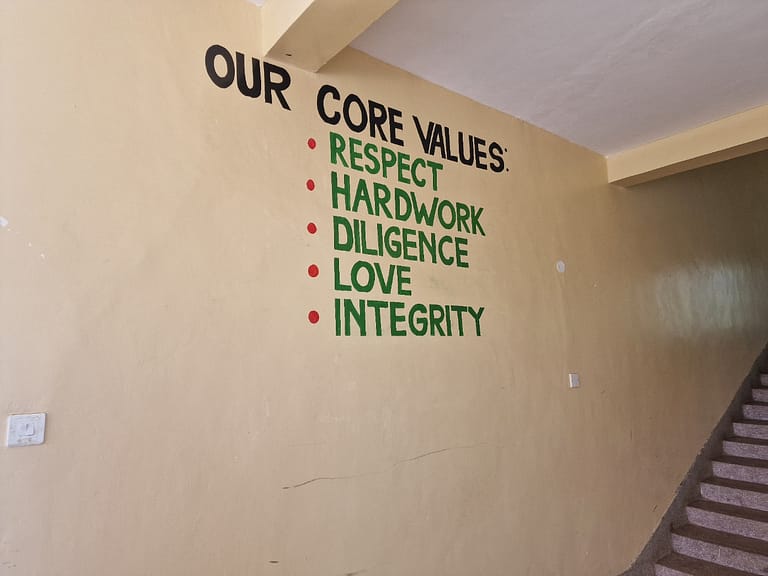 OUR CORE VALUES:
• RESPECT
• HARDWORK
• DILIGENCE
• LOVE
• INTEGRITY